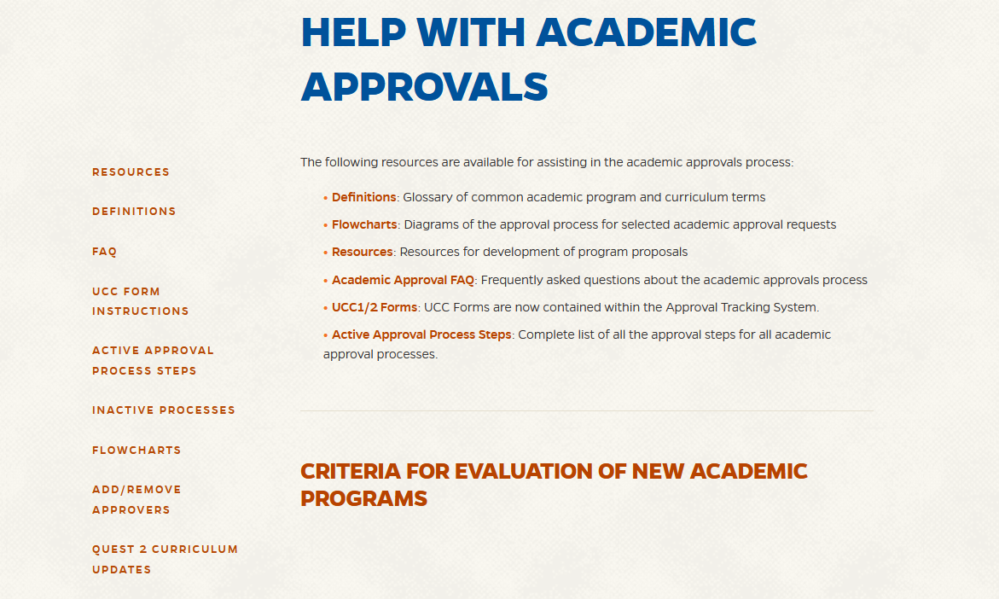 HELP WITH ACADEMIC
APPROVALS
RESOURCES
DEFINITIONS
FAQ
UCC FORM
INSTRUCTIONS
ACTIVE APPROVAL
PROCESS STEPS
INACTIVE PROCESSES
FLOWCHARTS
ADD/REMOVE
APPROVERS
QUEST 2 CURRICULUM
UPDATES
The following resources are available for assisting in the academic approvals process:
• Definitions: Glossary of common academic program and curriculum terms
• Flowcharts: Diagrams of the approval process for selected academic approval requests
• Resources: Resources for development of program proposals
• Academic Approval FAQ: Frequently asked questions about the academic approvals process
• UCC1/2 Forms: UCC Forms are now contained within the Approval Tracking System.
• Active Approval Process Steps: Complete list of all the approval steps for all academic
approval processes.
CRITERIA FOR EVALUATION OF NEW ACADEMIC
PROGRAMS